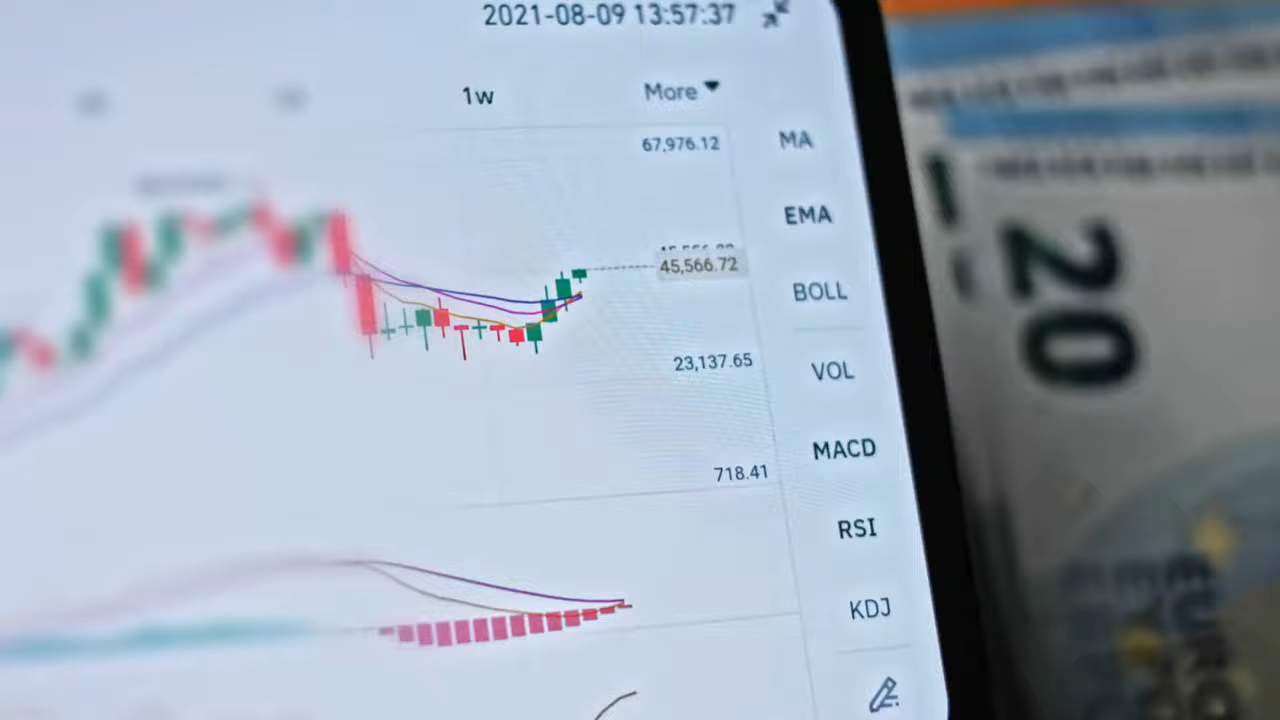 2021-08-09 13:57:37
1w More
67,976.12
MA
EMA
45,566.72
BOLL
23,137.65
VOL
MACD
718.41
RSI
KDJ
20
EURO